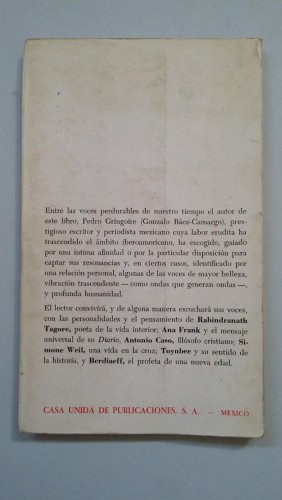 Entre las voces perdurables de nuestro tiempo el autor de
este libro, Pedro Gringoire (Gonzalo Báez-Camargo), pres-
tigioso escritor y periodista mexicano cuya labor erudita ha
trascendido el ámbito iberoamericano, ha escogido, guiado
por una íntima afinidad o por la particular disposición para
captar sus resonancias y, en ciertos casos, identificado por
una relación personal, algunas de las voces de mayor belleza,
vibración trascendente — como ondas que generan ondas —,
y profunda humanidad.
El lector convivirá, y de alguna manera escuchará sus voces,
con las personalidades y el pensamiento de Rabindranath
Tagore, poeta de la vida interior; Ana Frank y el mensaje
universal de su Diario, Antonio Caso, filósofo cristiano; Si-
mone Weil, una vida en la cruz; Toynbee y su sentido de
la historia, y Berdiaeff, el profeta de una nueva edad.
CASA UNIDA DE PUBLICACIONES, S. A. — MEXICO